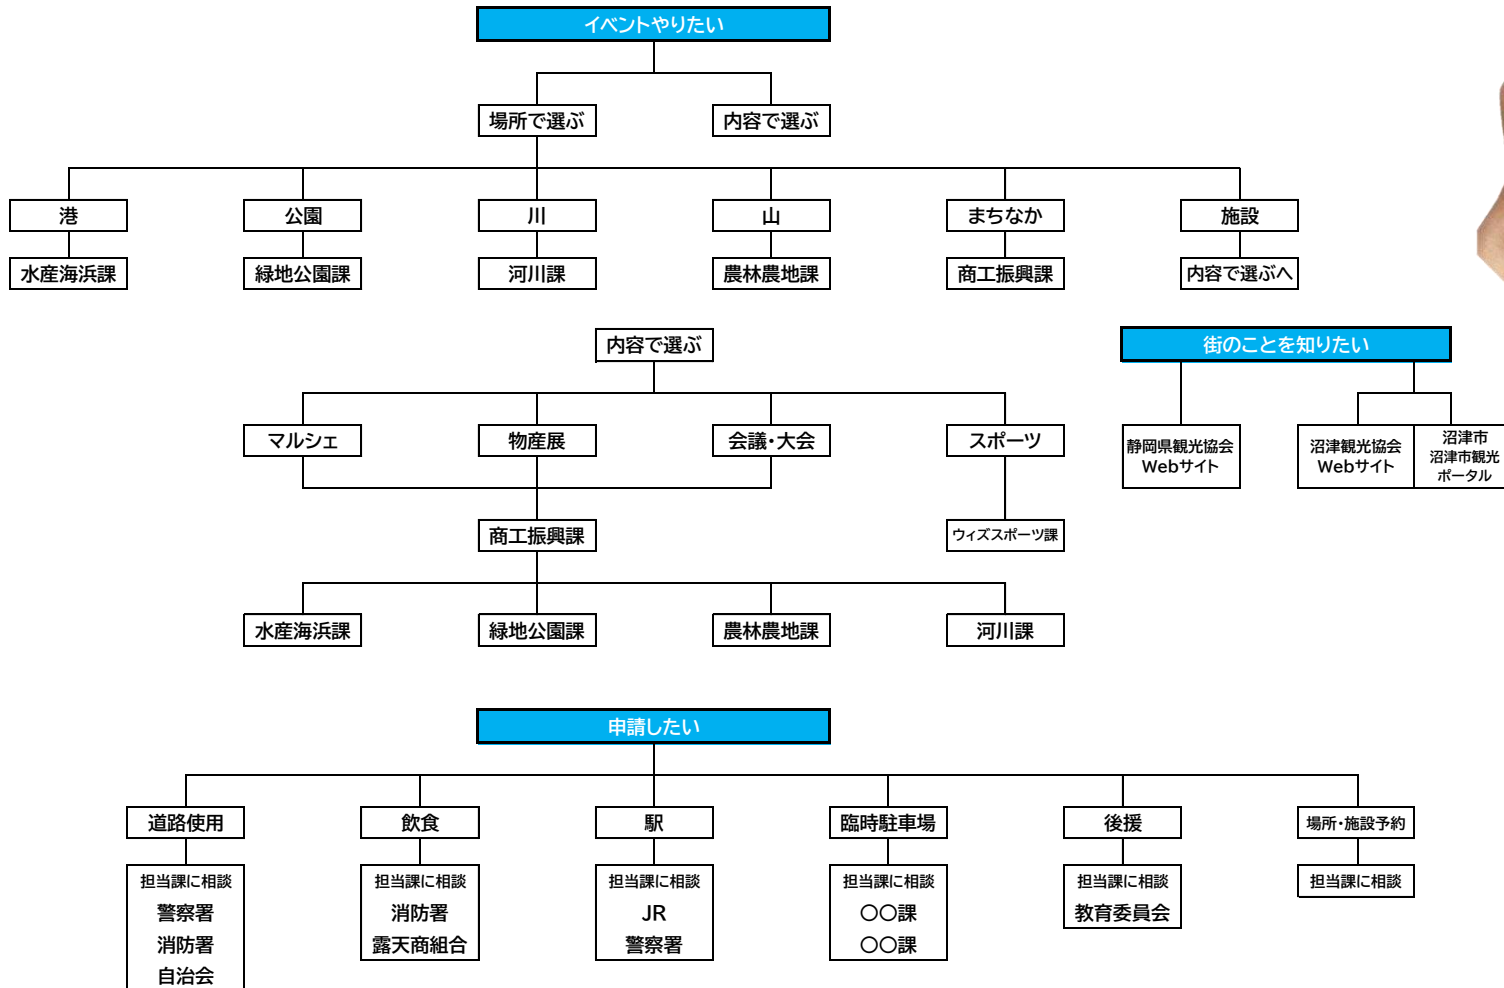 イベントやりたい
場所で選ぶ
内容で選ぶ
港
公園
川
山
まちなか
施設
水産海浜課
緑地公園課
河川課
農林農地課
商工振興課
内容で選ぶへ
内容で選ぶ
街のことを知りたい
マルシェ
物産展
会議・大会
スポーツ
静岡県観光協会
Webサイト
沼津観光協会
Webサイト
沼津市
沼津市観光
ポータル
商工振興課
ウィズスポーツ課
水産海浜課
緑地公園課
農林農地課
河川課
申請したい
道路使用
飲食
駅
臨時駐車場
後援
場所・施設予約
担当課に相談
警察署
消防署
自治会
担当課に相談
消防署
露天商組合
担当課に相談
JR
警察署
担当課に相談
〇〇課
〇〇課
担当課に相談
教育委員会
担当課に相談